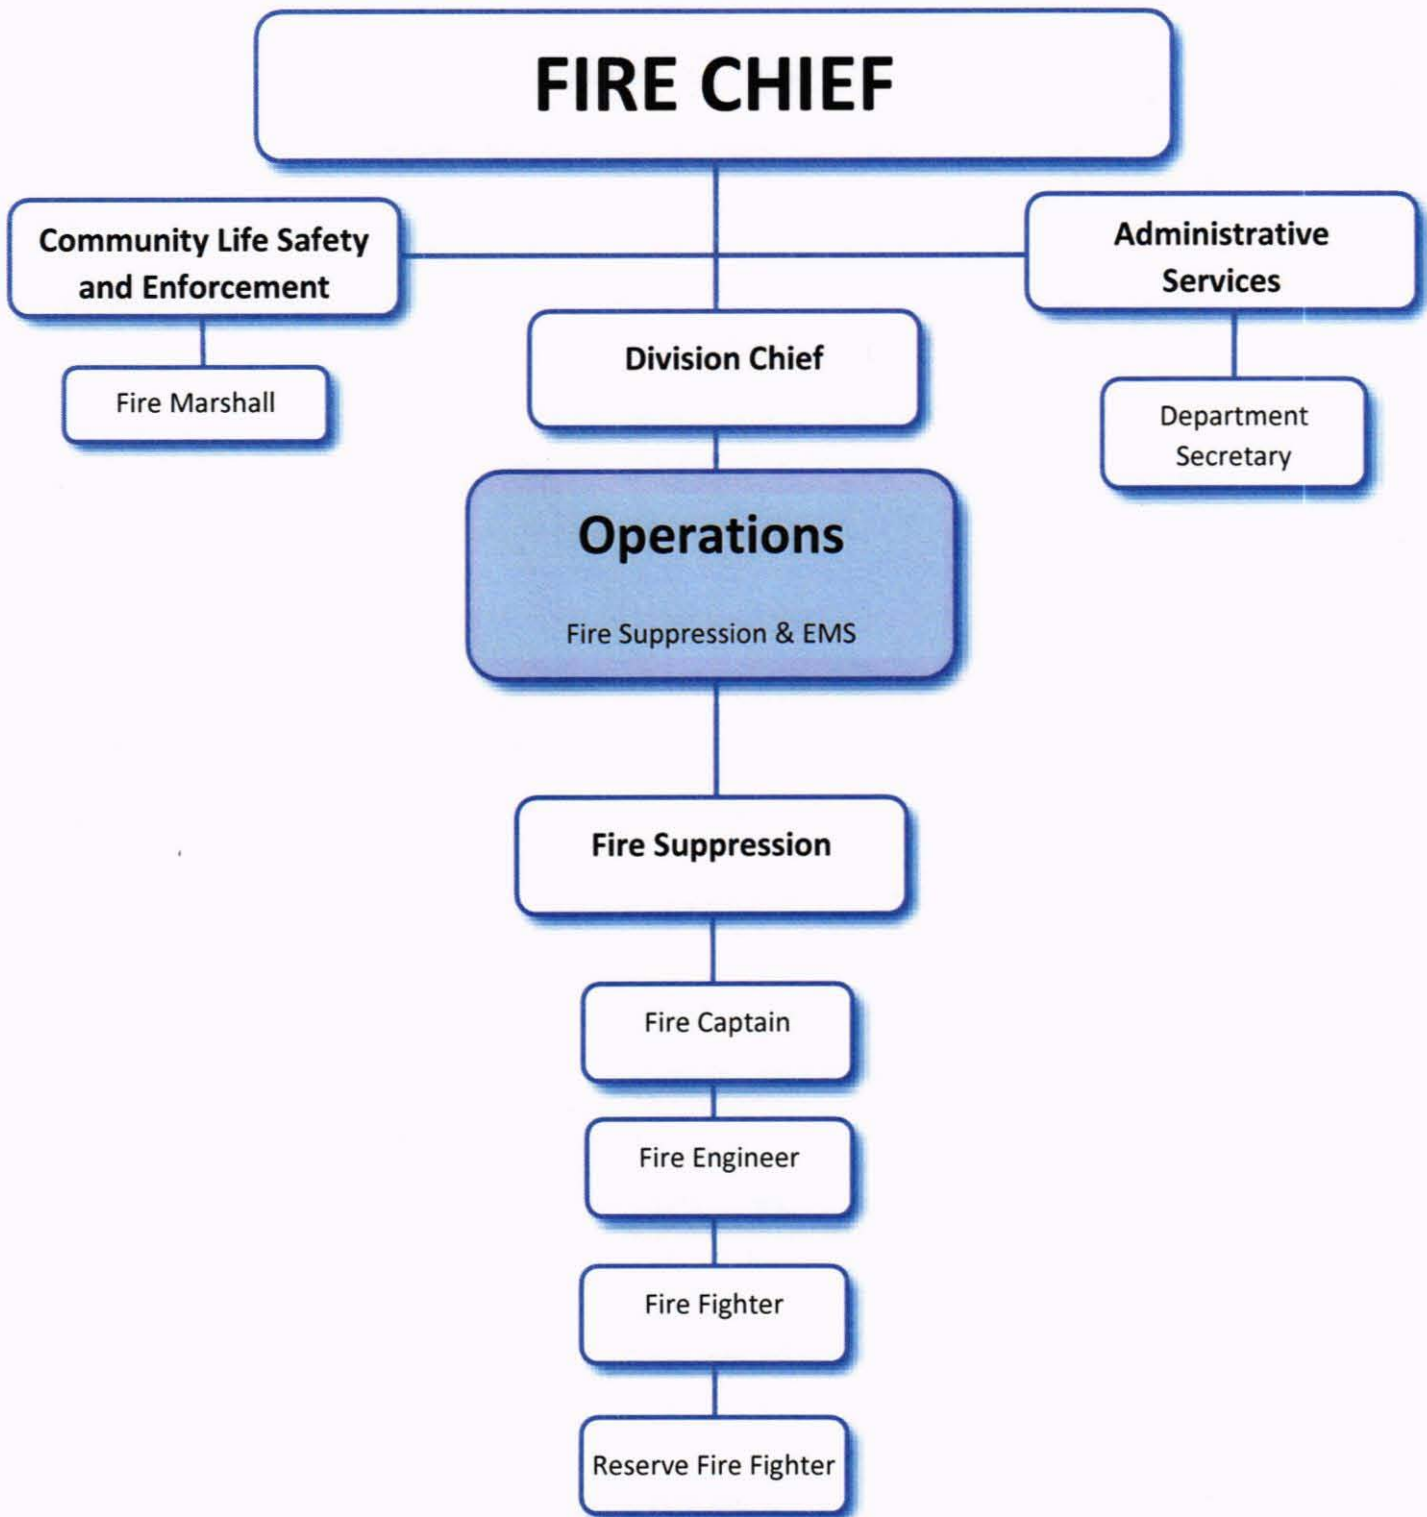 FIRE CHIEF
Community Life Safety
and Enforcement
Administrative
Services
Division Chief
Fire Marshall
Department
Secretary
Operations
Fire Suppression & EMS
Fire Suppression
Fire Captain
Fire Engineer
Fire Fighter
Reserve Fire Fighter